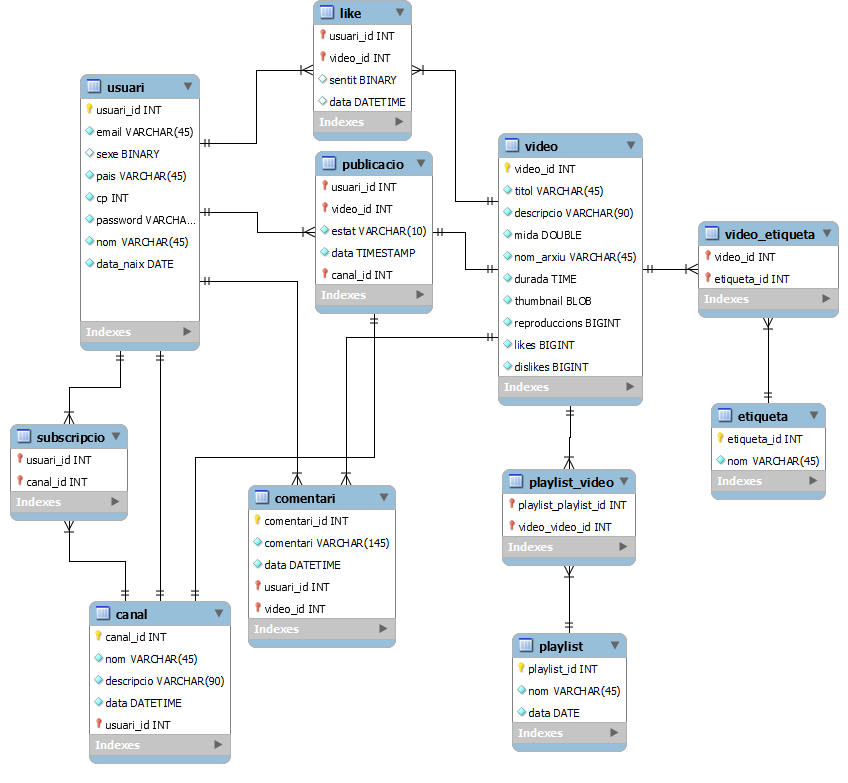 like
usuari_id INT
video_id INT
sentit BINARY
data DATETIME
Indexes
usuari
usuari_id INT
email VARCHAR(45)
sexe BINARY
pais VARCHAR(45)
cp INT
password VARCHA...
nom VARCHAR(45)
data_naix DATE
Indexes
publicacio
usuari_id INT
video_id INT
estat VARCHAR(10)
data TIMESTAMP
canal_id INT
Indexes
video
video_id INT
titol VARCHAR(45)
descripcio VARCHAR(90)
mida DOUBLE
nom_arxiu VARCHAR(45)
durada TIME
thumbnail BLOB
reproduccions BIGINT
likes BIGINT
dislikes BIGINT
Indexes
video_etiqueta
video_id INT
etiqueta_id INT
Indexes
etiqueta
etiqueta_id INT
nom VARCHAR(45)
Indexes
subscripcio
usuari_id INT
canal_id INT
Indexes
comentari
comentari_id INT
comentari VARCHAR(145)
data DATETIME
usuari_id INT
video_id INT
Indexes
playlist_video
playlist_playlist_id INT
video_video_id INT
Indexes
canal
canal_id INT
nom VARCHAR(45)
descripcio VARCHAR(90)
data DATETIME
usuari_id INT
Indexes
playlist
playlist_id INT
nom VARCHAR(45)
data DATE
Indexes